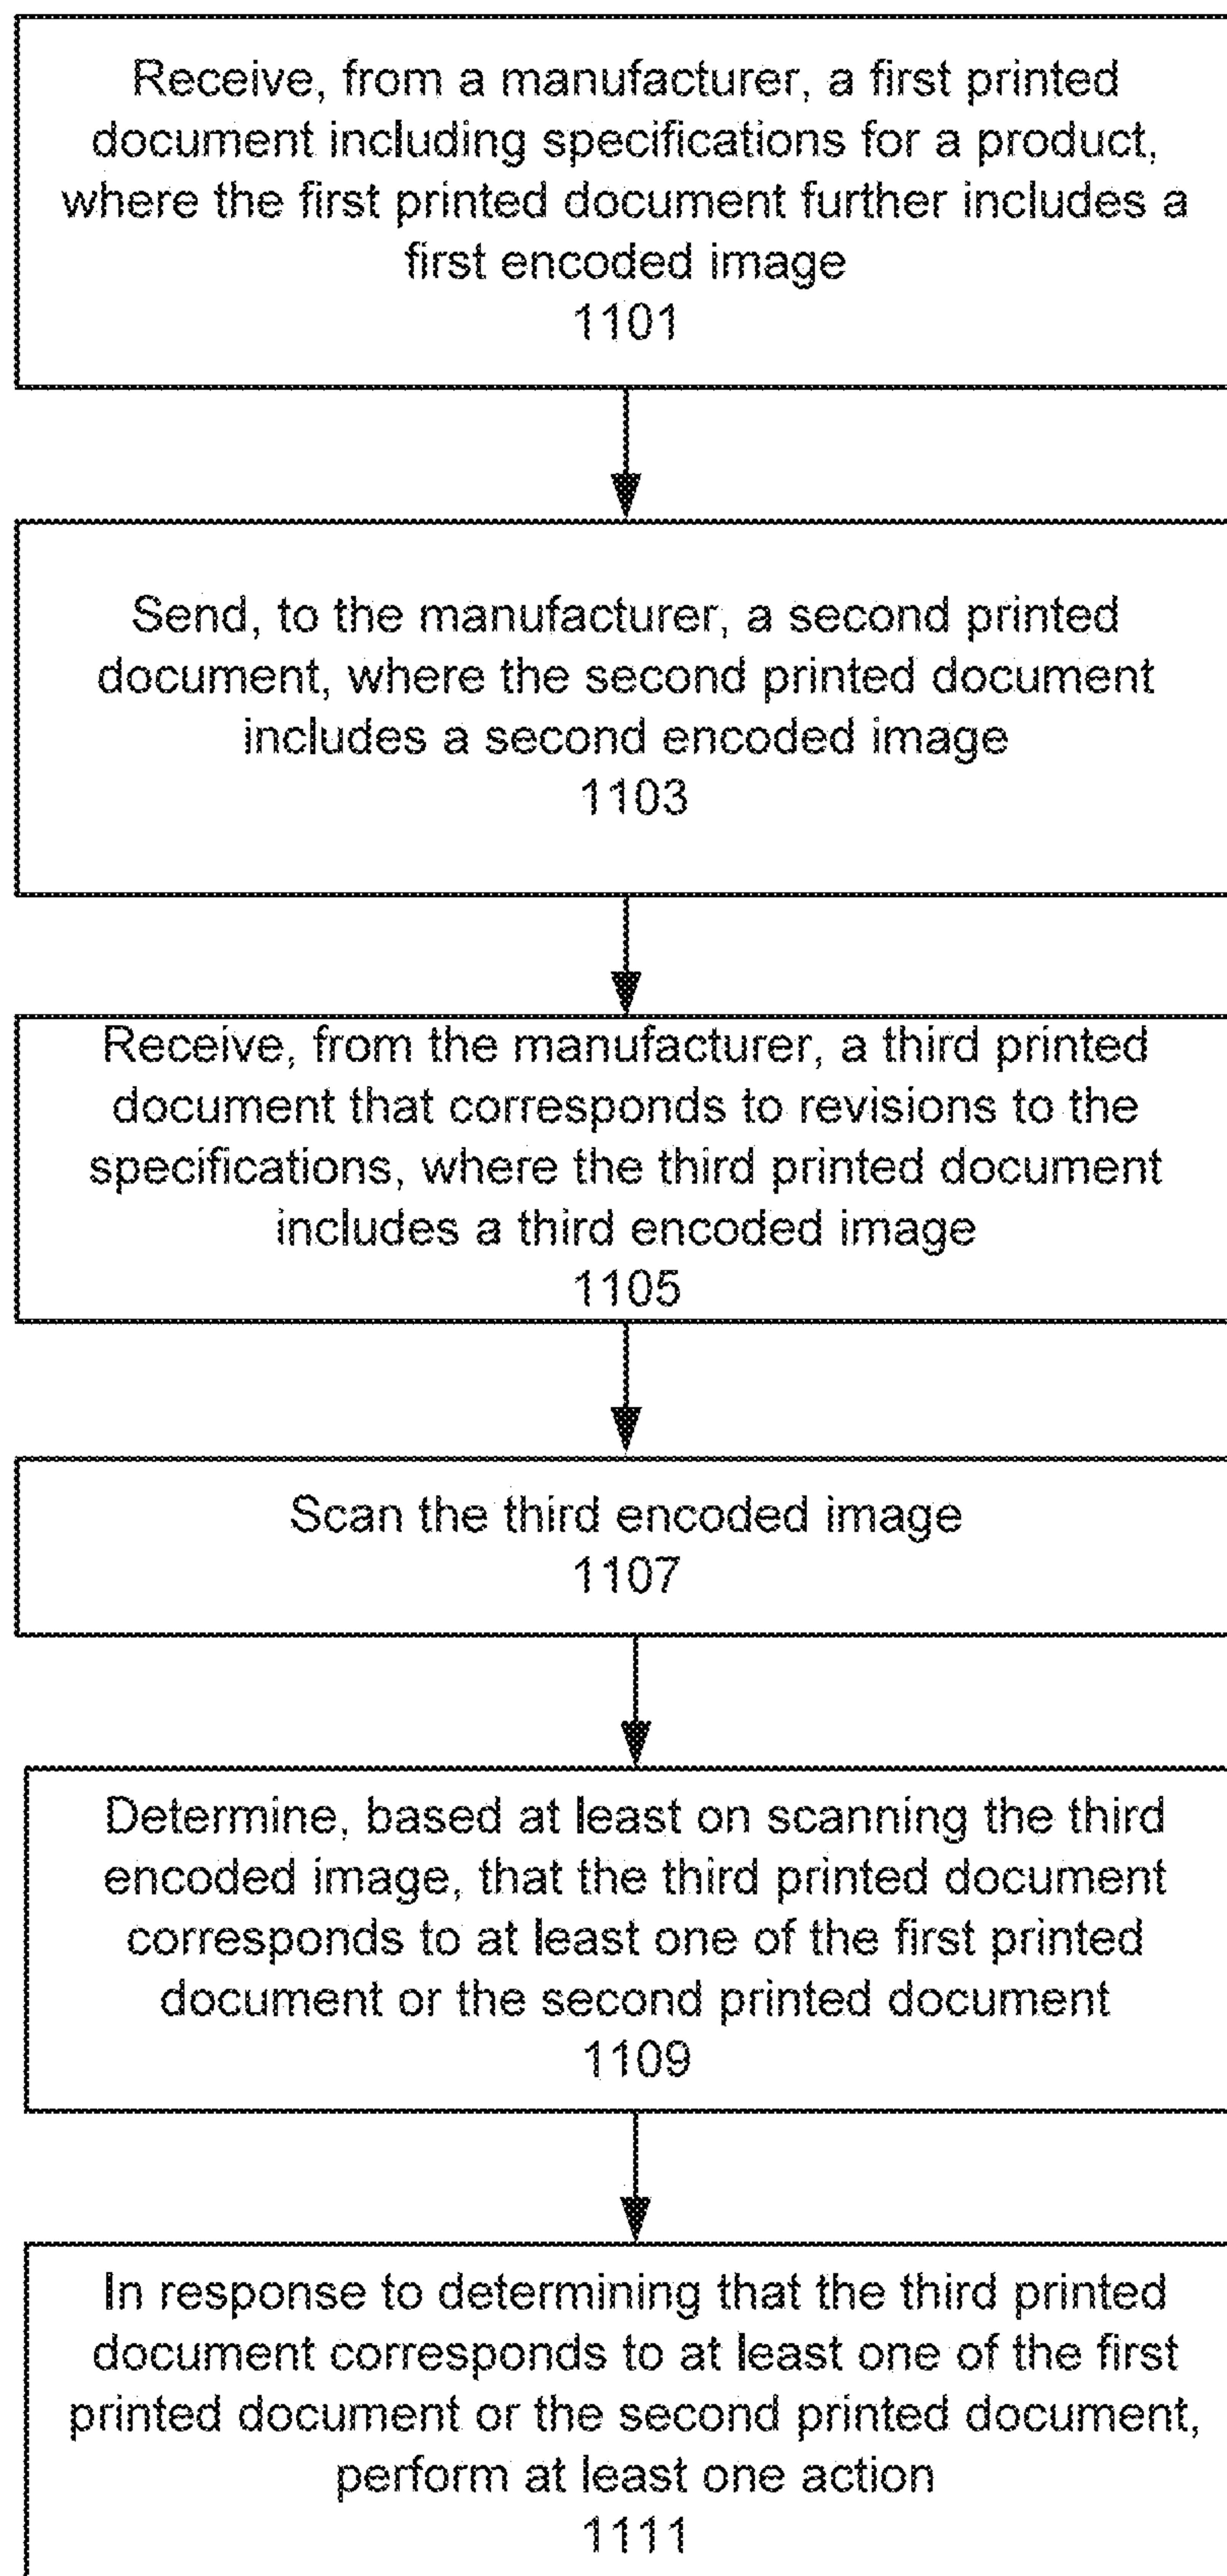 Receive, from a manufacturer, a first printed
document including specifications for a product,
where the first printed document further includes a
first encoded image
1101
Send, to the manufacturer, a second printed
document, where the second printed document
includes a second encoded image
1103
Receive, from the manufacturer, a third printed
document that corresponds to revisions to the
specifications, where the third printed document
includes a third encoded image
1105
Scan the third encoded image
1107
Determine, based at least on scanning the third
encoded image, that the third printed document
corresponds to at least one of the first printed
document or the second printed document
1109
In response to determining that the third printed
document corresponds to at least one of the first
printed document or the second printed document,
perform at least one action
1111